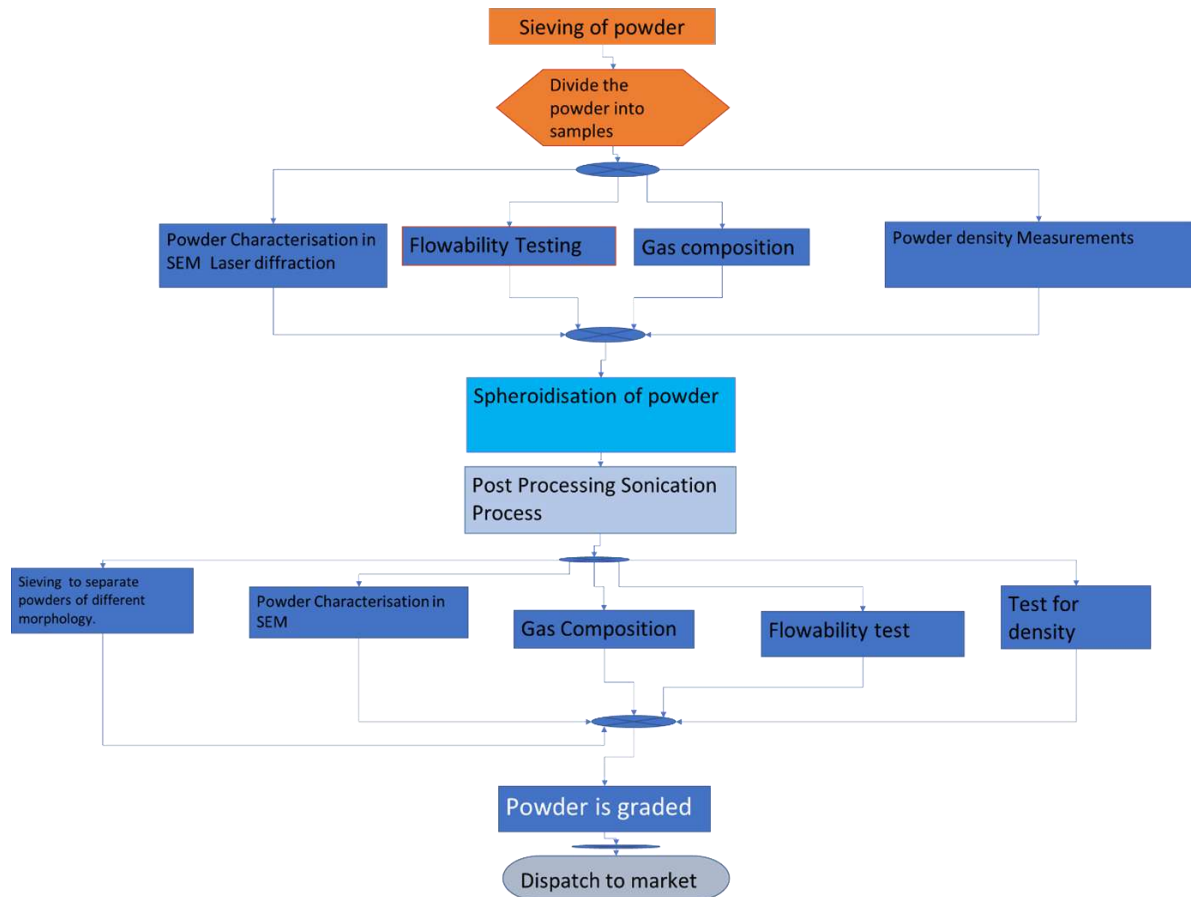 Sieving of powder
Divide the
powder into
samples
Powder Characterisation in
SEM Laser diffraction
Flowability Testing
Gas composition
Powder density Measurements
Spheroidisation of powder
Post Processing Sonication
Process
Sieving to separate
powders of different
morphology.
Powder Characterisation in
SEM
Gas Composition
Flowability test
Test for
density
Powder is graded
Dispatch to market